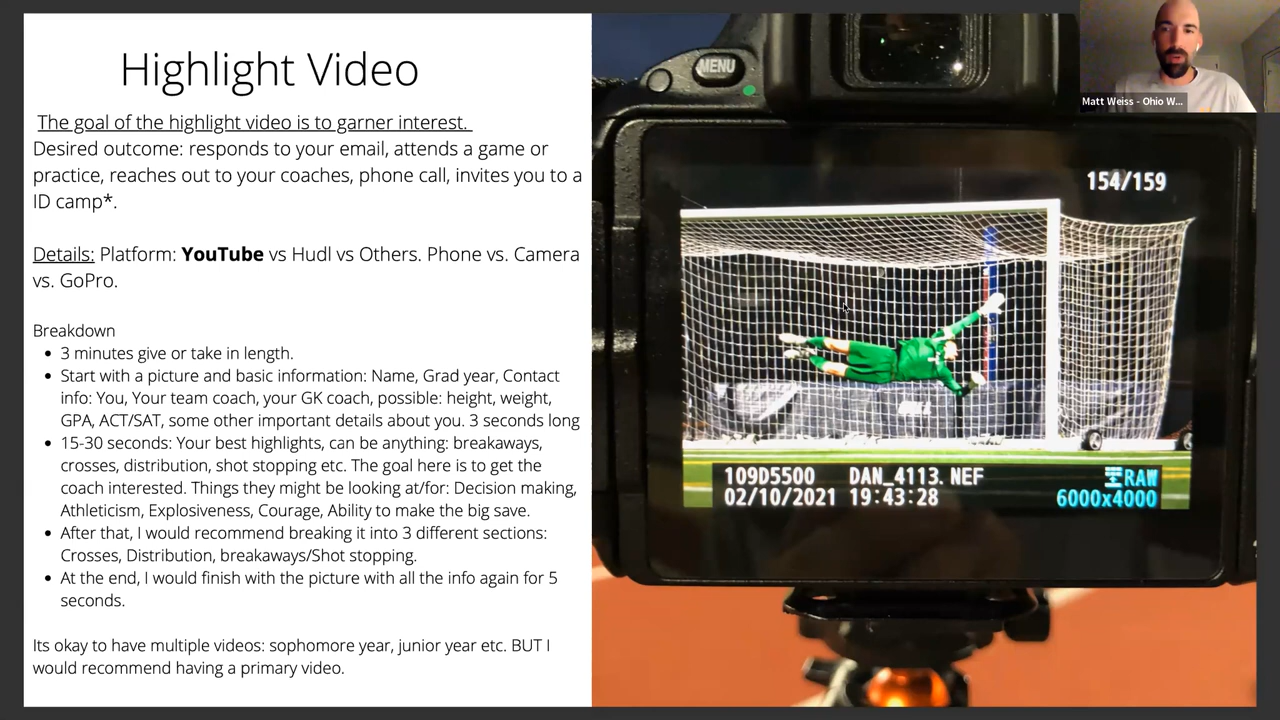 Highlight Video
The goal of the highlight video is to garner interest.
Desired outcome: responds to your email, attends a game or
practice, reaches out to your coaches, phone call, invites you to a
ID camp*.
Details: Platform: YouTube vs Hudl vs Others. Phone vs. Camera
vs. GoPro.
Breakdown
• 3 minutes give or take in length.
• Start with a picture and basic information: Name, Grad year, Contact
info: You, Your team coach, your GK coach, possible: height, weight,
GPA, ACT/SAT, some other important details about you. 3 seconds long
• 15-30 seconds: Your best highlights, can be anything: breakaways,
crosses, distribution, shot stopping etc. The goal here is to get the
coach interested. Things they might be looking at/for: Decision making,
Athleticism, Explosiveness, Courage, Ability to make the big save.
• After that, I would recommend breaking it into 3 different sections:
Crosses, Distribution, breakaways/Shot stopping.
• At the end, I would finish with the picture with all the info again for 5
seconds.
Its okay to have multiple videos: sophomore year, junior year etc. BUT I
would recommend having a primary video.
MENU
154/159
109D5500 DAN_4113.NEF
RAW
02/10/2021 19:43:28
6000x4000
Matt Weiss - Ohio W...